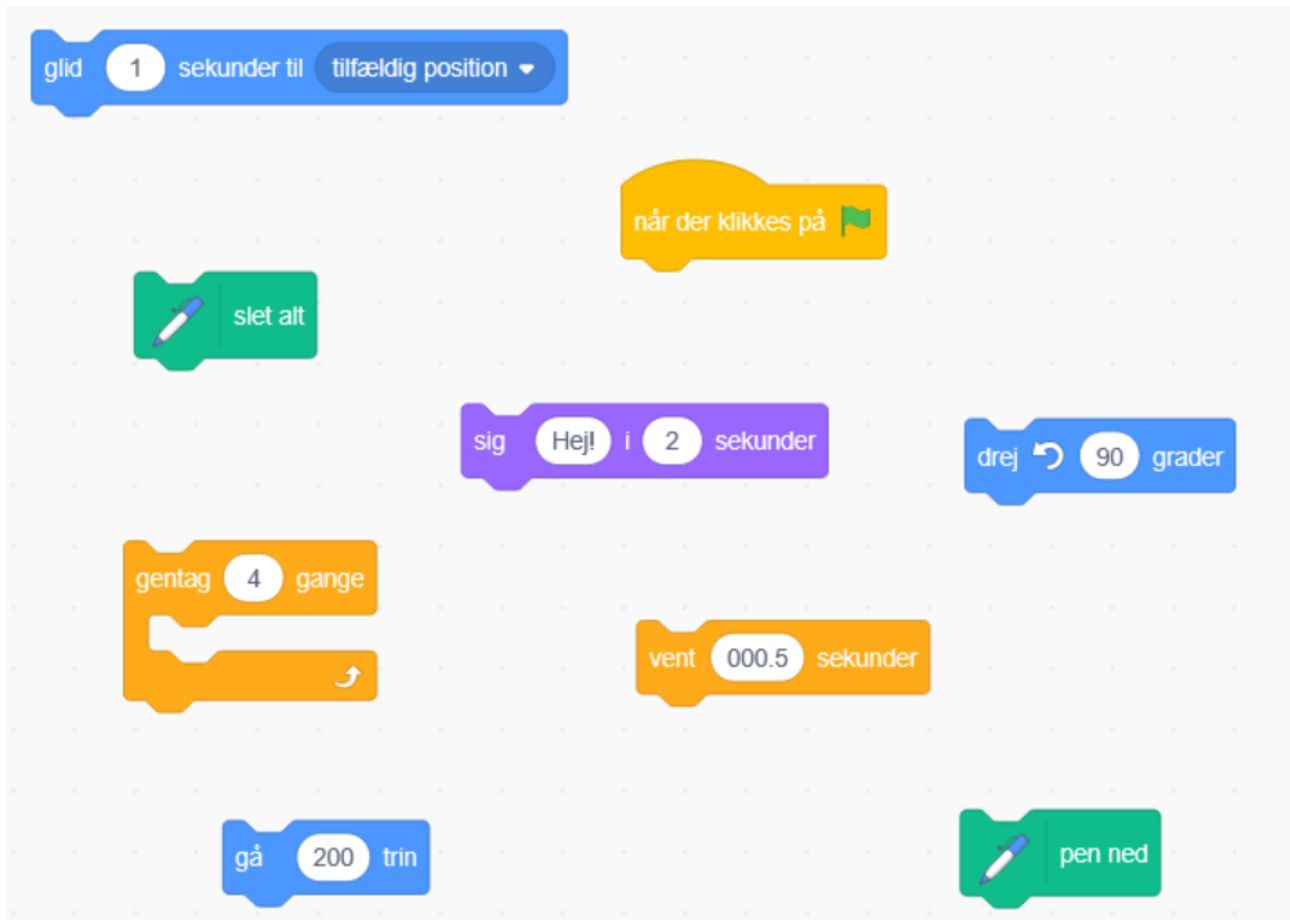 glid 1 sekunder til tilfældig position
når der klikkes på
slet alt
sig Hej! i 2 sekunder
drej 90 grader
gentag 4 gange
vent 000.5 sekunder
gå 200 trin
pen ned